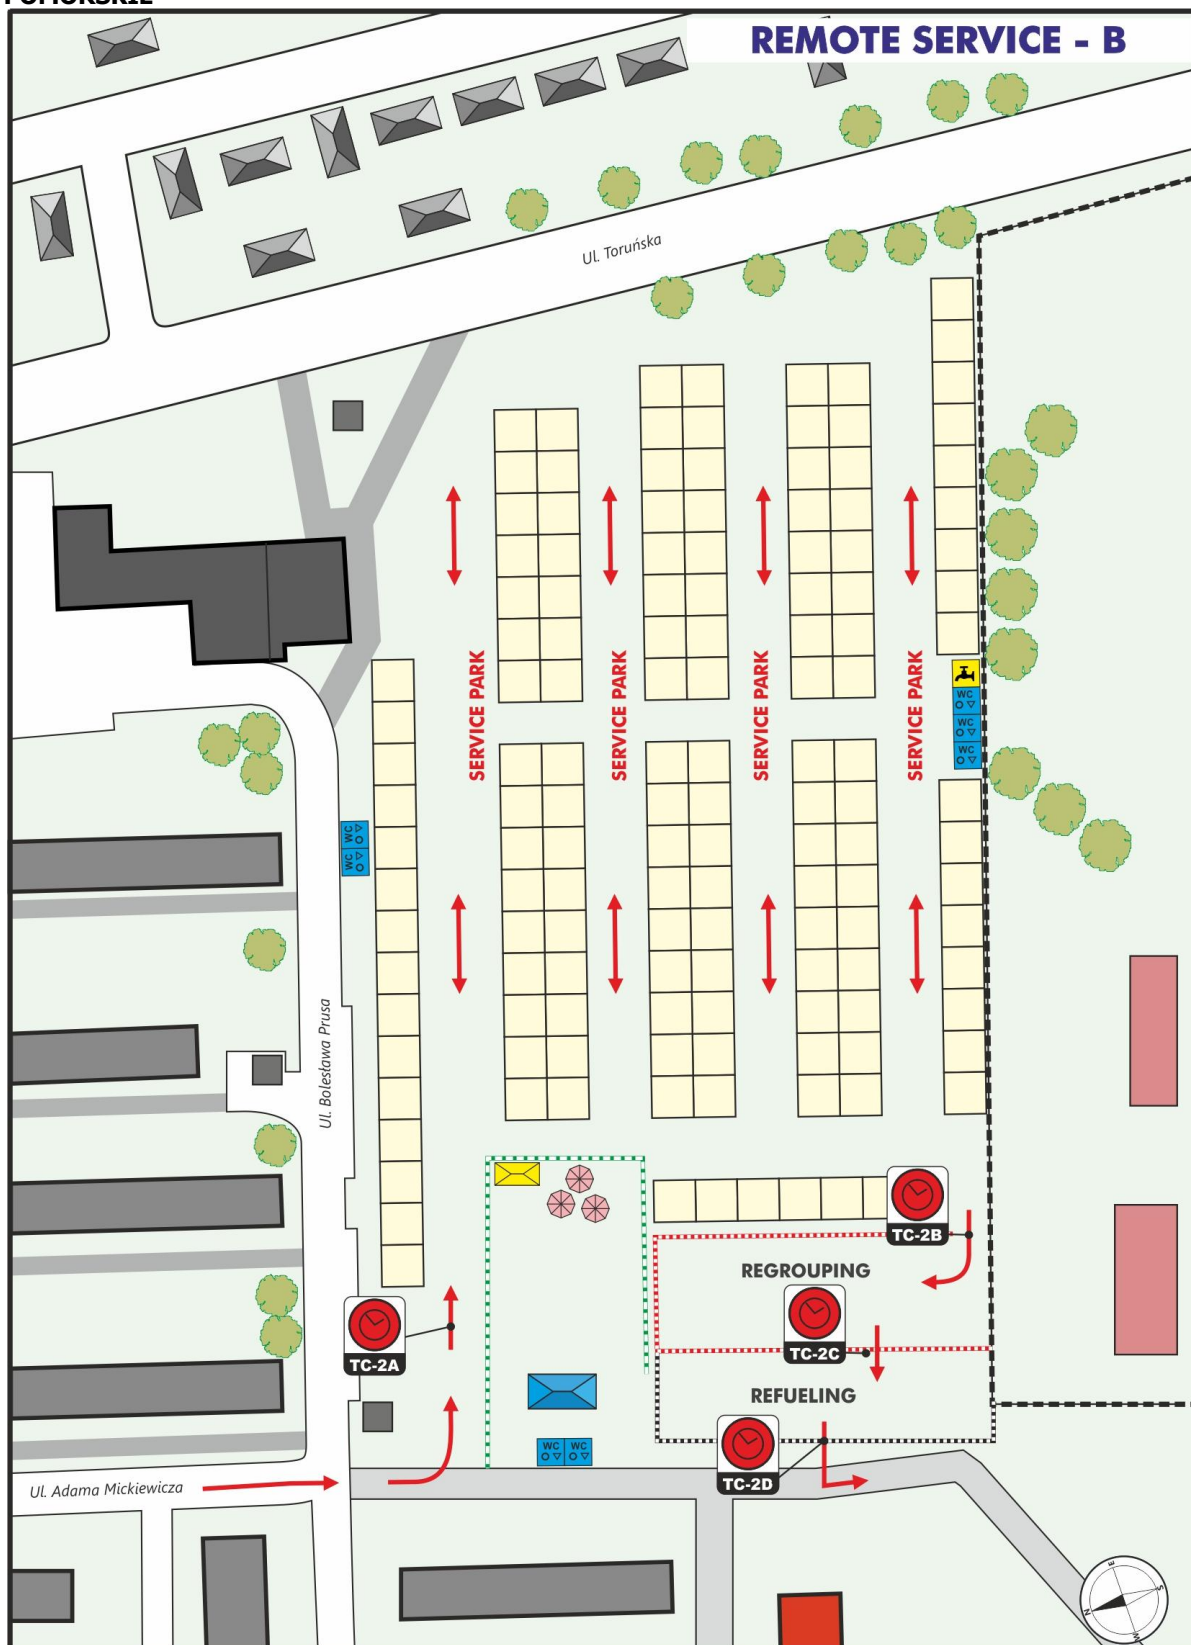 POMORSKIE
REMOTE SERVICE - B
Ul. Toruńska
SERVICE PARK
SERVICE PARK
SERVICE PARK
SERVICE PARK
WC
WC
WC
WC
WC
Ul. Bolesława Prusa
TC-2B
REGROUPING
TC-2A
TC-2C
REFUELING
WC WC
TC-2D
Ul. Adama Mickiewicza
E
S
N
W